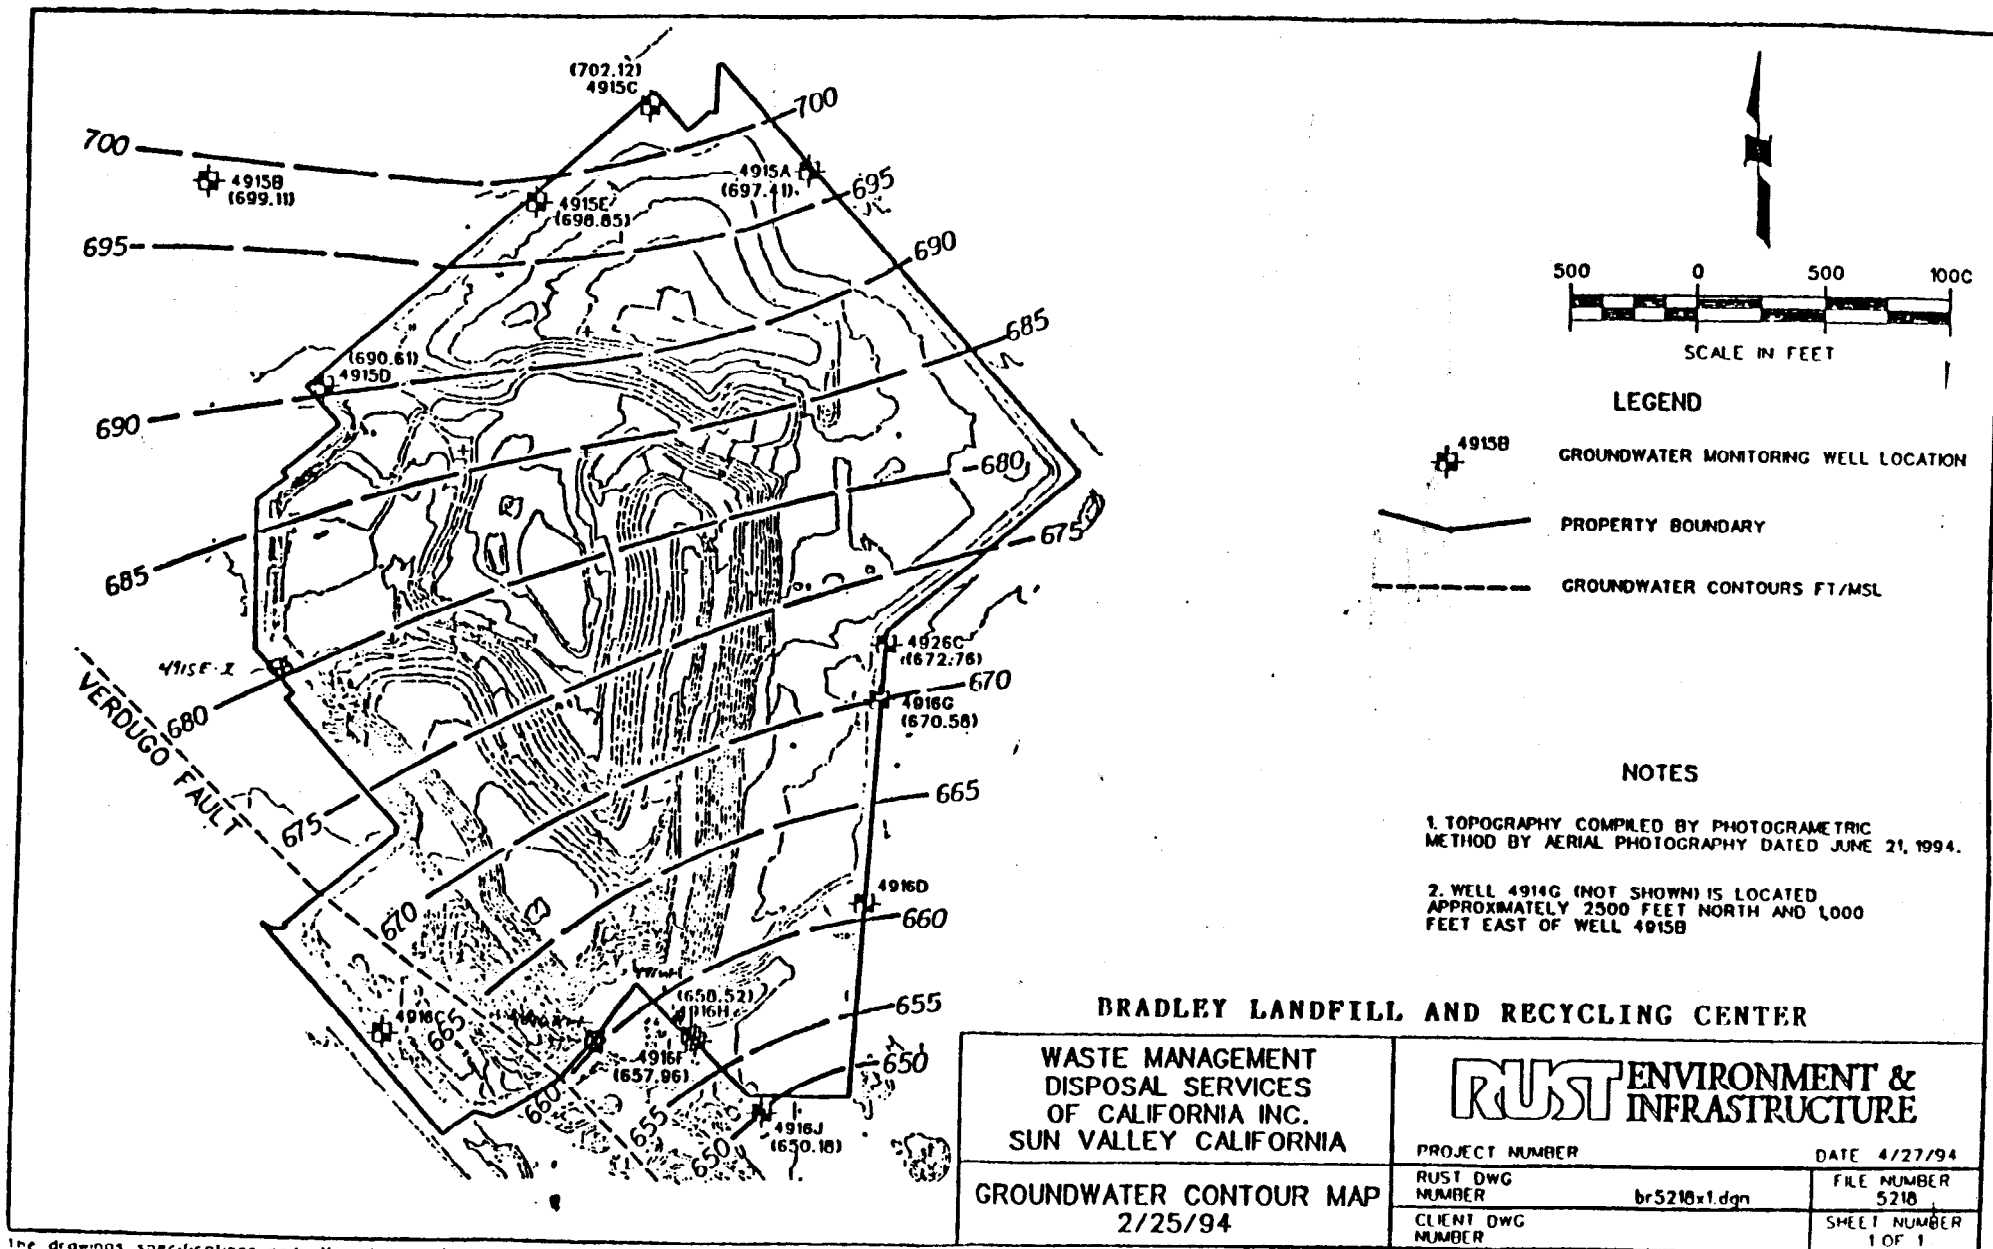 (702.12)
4915C
700
700
4915B
(699.11)
4915A
(697.41)
4915E
(698.85)
695
695
690
685
500 0 500 100C
SCALE IN FEET
(690.61)
4915D
690
LEGEND
4915B
GROUNDWATER MONITORING WELL LOCATION
680
PROPERTY BOUNDARY
675
685
GROUNDWATER CONTOURS FT/MSL
4926C
(672.76)
4915E-2
670
4916G
(670.58)
680
VERDUGO FAULT
NOTES
665
675
1. TOPOGRAPHY COMPILED BY PHOTOGRAMETRIC
METHOD BY AERIAL PHOTOGRAPHY DATED JUNE 21, 1994.
4916D
2. WELL 4914G (NOT SHOWN) IS LOCATED
APPROXIMATELY 2500 FEET NORTH AND 1,000
FEET EAST OF WELL 4915B
660
670
(658.52)
4916H
655
BRADLEY LANDFILL AND RECYCLING CENTER
4916C
665
4916F
(657.96)
650
660
655
650
4916J
(650.18)
WASTE MANAGEMENT
DISPOSAL SERVICES
OF CALIFORNIA INC.
SUN VALLEY CALIFORNIA
GROUNDWATER CONTOUR MAP
2/25/94
RUST ENVIRONMENT &
INFRASTRUCTURE
PROJECT NUMBER
DATE 4/27/94
RUST DWG
NUMBER br5218x1.dgn
FILE NUMBER
5218
CLIENT DWG
NUMBER
SHEET NUMBER
1 OF 1